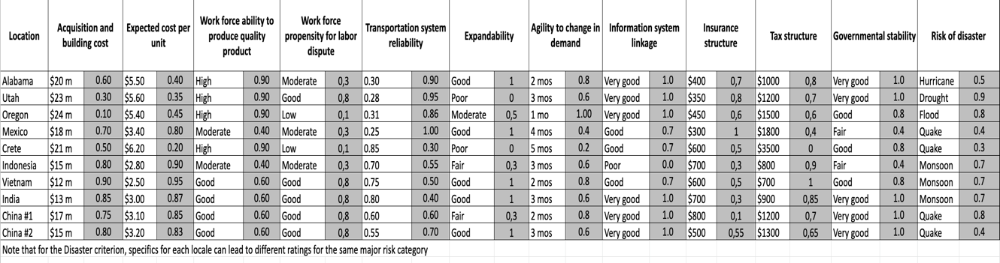 Location Acquisition and building cost Expected cost per unit Work force ability to produce quality product Work force propensity for labor dispute Transportation system reliability Expandability Agility to change in demand Information system linkage Insurance structure Tax structure Governmental stability Risk of disaster
Alabama $20 m 0.60 $5.50 0.40 High 0.90 Moderate 0,3 0.30 0.90 Good 1 2 mos 0.8 Very good 1.0 $400 0,7 $1000 0,8 Very good 1.0 Hurricane 0.5
Utah $23 m 0.30 $5.60 0.35 High 0.90 Good 0,8 0.28 0.95 Poor 0 3 mos 0.6 Very good 1.0 $350 0,8 $1200 0,7 Very good 1.0 Drought 0.9
Oregon $24 m 0.10 $5.40 0.45 High 0.90 Low 0,1 0.31 0.86 Moderate 0,5 1 mo 1.00 Very good 1.0 $450 0,6 $1500 0,6 Good 0.8 Flood 0.8
Mexico $18 m 0.70 $3.40 0.80 Moderate 0.40 Moderate 0,3 0.25 1.00 Good 1 4 mos 0.4 Good 0.7 $300 1 $1800 0,4 Fair 0.4 Quake 0.4
Crete $21 m 0.50 $6.20 0.20 High 0.90 Low 0,1 0.85 0.30 Poor 0 5 mos 0.2 Good 0.7 $600 0,5 $3500 0 Good 0.8 Quake 0.3
Indonesia $15 m 0.80 $2.80 0.90 Moderate 0.40 Moderate 0,3 0.70 0.55 Fair 0,3 3 mos 0.6 Poor 0.0 $700 0,3 $800 0,9 Fair 0.4 Monsoon 0.7
Vietnam $12 m 0.90 $2.50 0.95 Good 0.60 Good 0,8 0.75 0.50 Good 1 2 mos 0.8 Good 0.7 $600 0,5 $700 1 Good 0.8 Monsoon 0.7
India $13 m 0.85 $3.00 0.87 Good 0.60 Good 0,8 0.80 0.40 Good 1 3 mos 0.6 Very good 1.0 $700 0,3 $900 0,85 Very good 1.0 Monsoon 0.7
China #1 $17 m 0.75 $3.10 0.85 Good 0.60 Good 0,8 0.60 0.60 Fair 0,3 2 mos 0.8 Very good 1.0 $800 0,1 $1200 0,7 Very good 1.0 Quake 0.8
China #2 $15 m 0.80 $3.20 0.83 Good 0.60 Good 0,8 0.55 0.70 Good 1 3 mos 0.6 Very good 1.0 $500 0,55 $1300 0,65 Very good 1.0 Quake 0.4
Note that for the Disaster criterion, specifics for each locale can lead to different ratings for the same major risk category